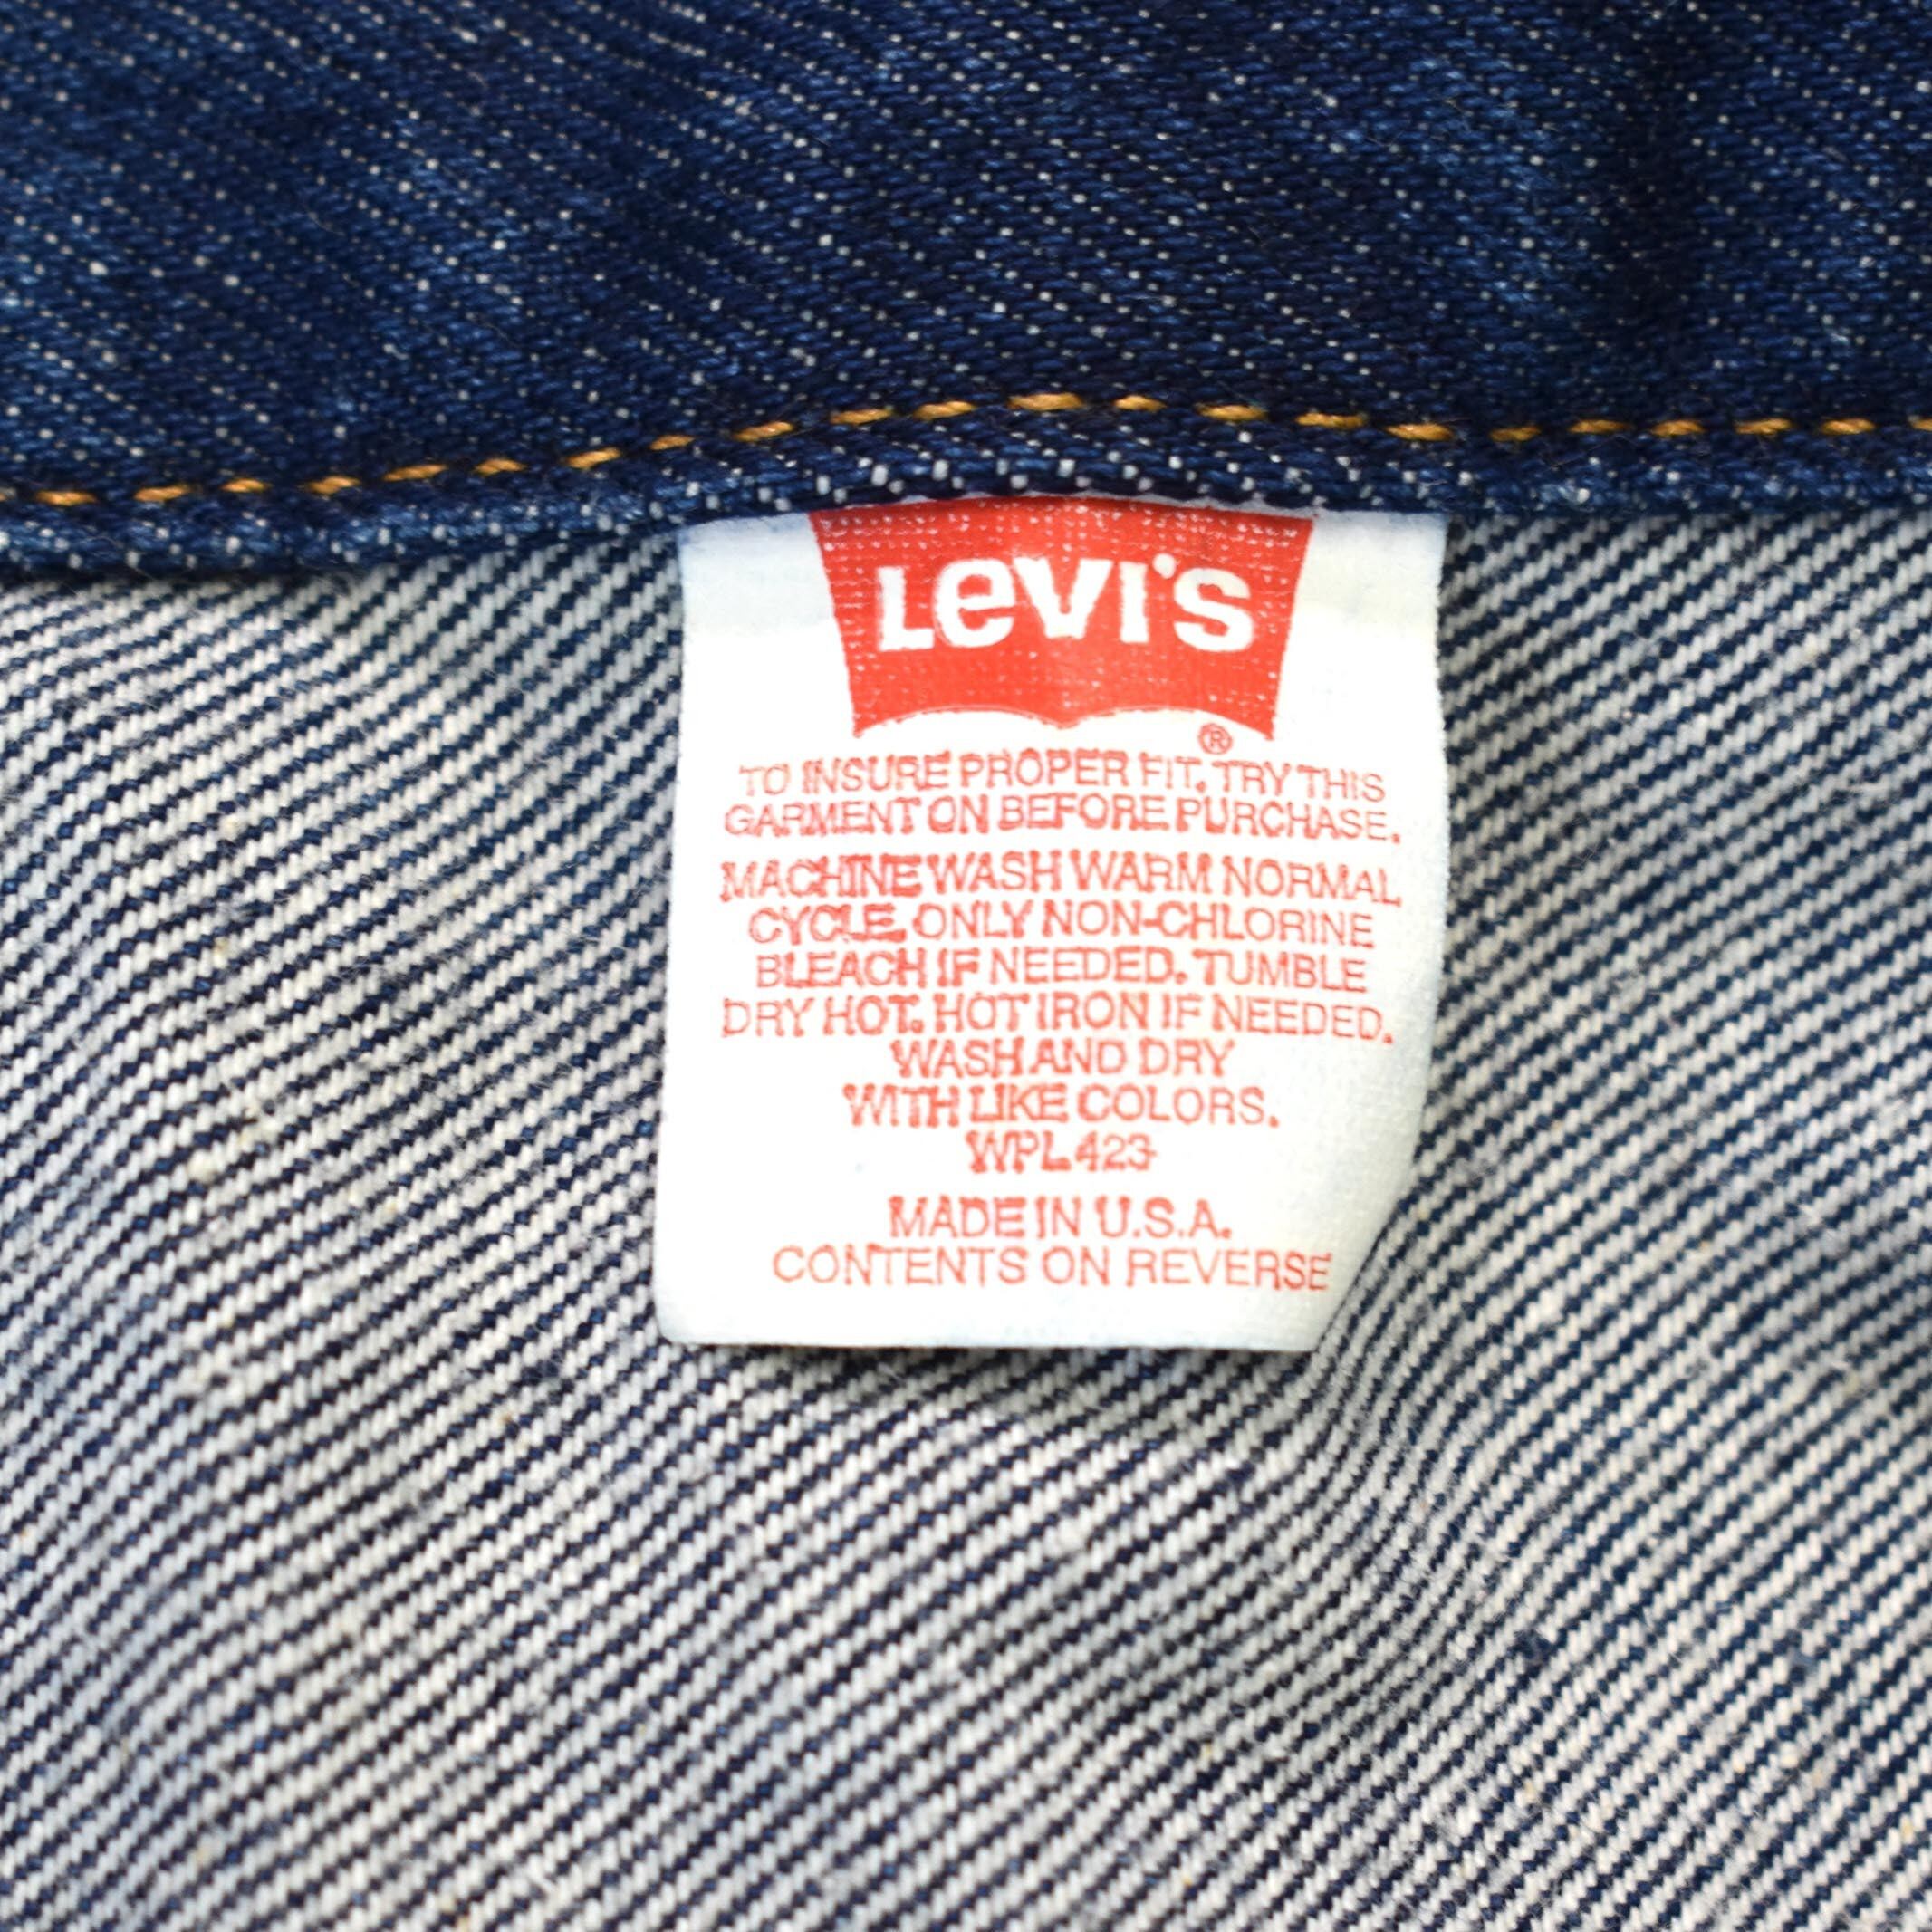 Levi's
®
TO INSURE PROPER FIT, TRY THIS
GARMENT ON BEFORE PURCHASE.
MACHINE WASH WARM NORMAL
CYCLE, ONLY NON-CHLORINE
BLEACH IF NEEDED. TUMBLE
DRY HOT. HOT IRON IF NEEDED.
WASH AND DRY
WITH LIKE COLORS.
WPL 423
MADE IN U.S.A.
CONTENTS ON REVERSE